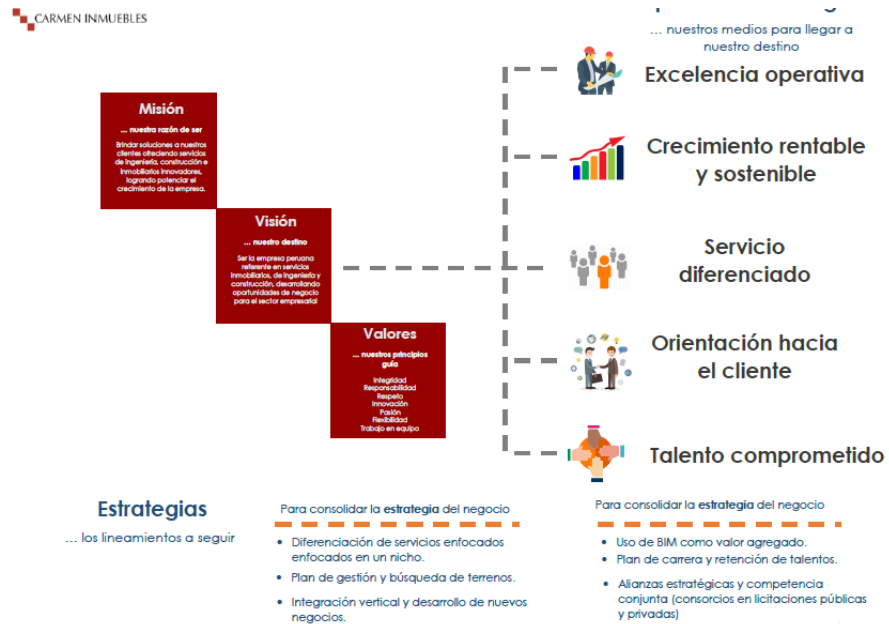 CARMEN INMUEBLES
... nuestros medios para llegar a
nuestro destino
Excelencia operativa
Misión
... nuestra razón de ser
Brindar soluciones a nuestros
clientes ofreciendo servicios
de ingeniería, construcción e
inmobiliarios innovadores,
logrando potenciar el
crecimiento de la empresa.
Crecimiento rentable
y sostenible
Visión
... nuestro destino
Ser la empresa peruana
referente en servicios
inmobiliarios, de ingeniería y
construcción, desarrollando
oportunidades de negocio
para el sector empresarial
Servicio
diferenciado
Valores
... nuestros principios
guía
Integridad
Responsabilidad
Respeto
Innovación
Pasión
Flexibilidad
Trabajo en equipo
Orientación hacia
el cliente
Talento comprometido
Estrategias
... los lineamientos a seguir
Para consolidar la estrategia del negocio
• Diferenciación de servicios enfocados
enfocados en un nicho.
• Plan de gestión y búsqueda de terrenos.
• Integración vertical y desarrollo de nuevos
negocios.
Para consolidar la estrategia del negocio
• Uso de BIM como valor agregado.
• Plan de carrera y retención de talentos.
• Alianzas estratégicas y competencia
conjunta (consorcios en licitaciones públicas
y privadas)